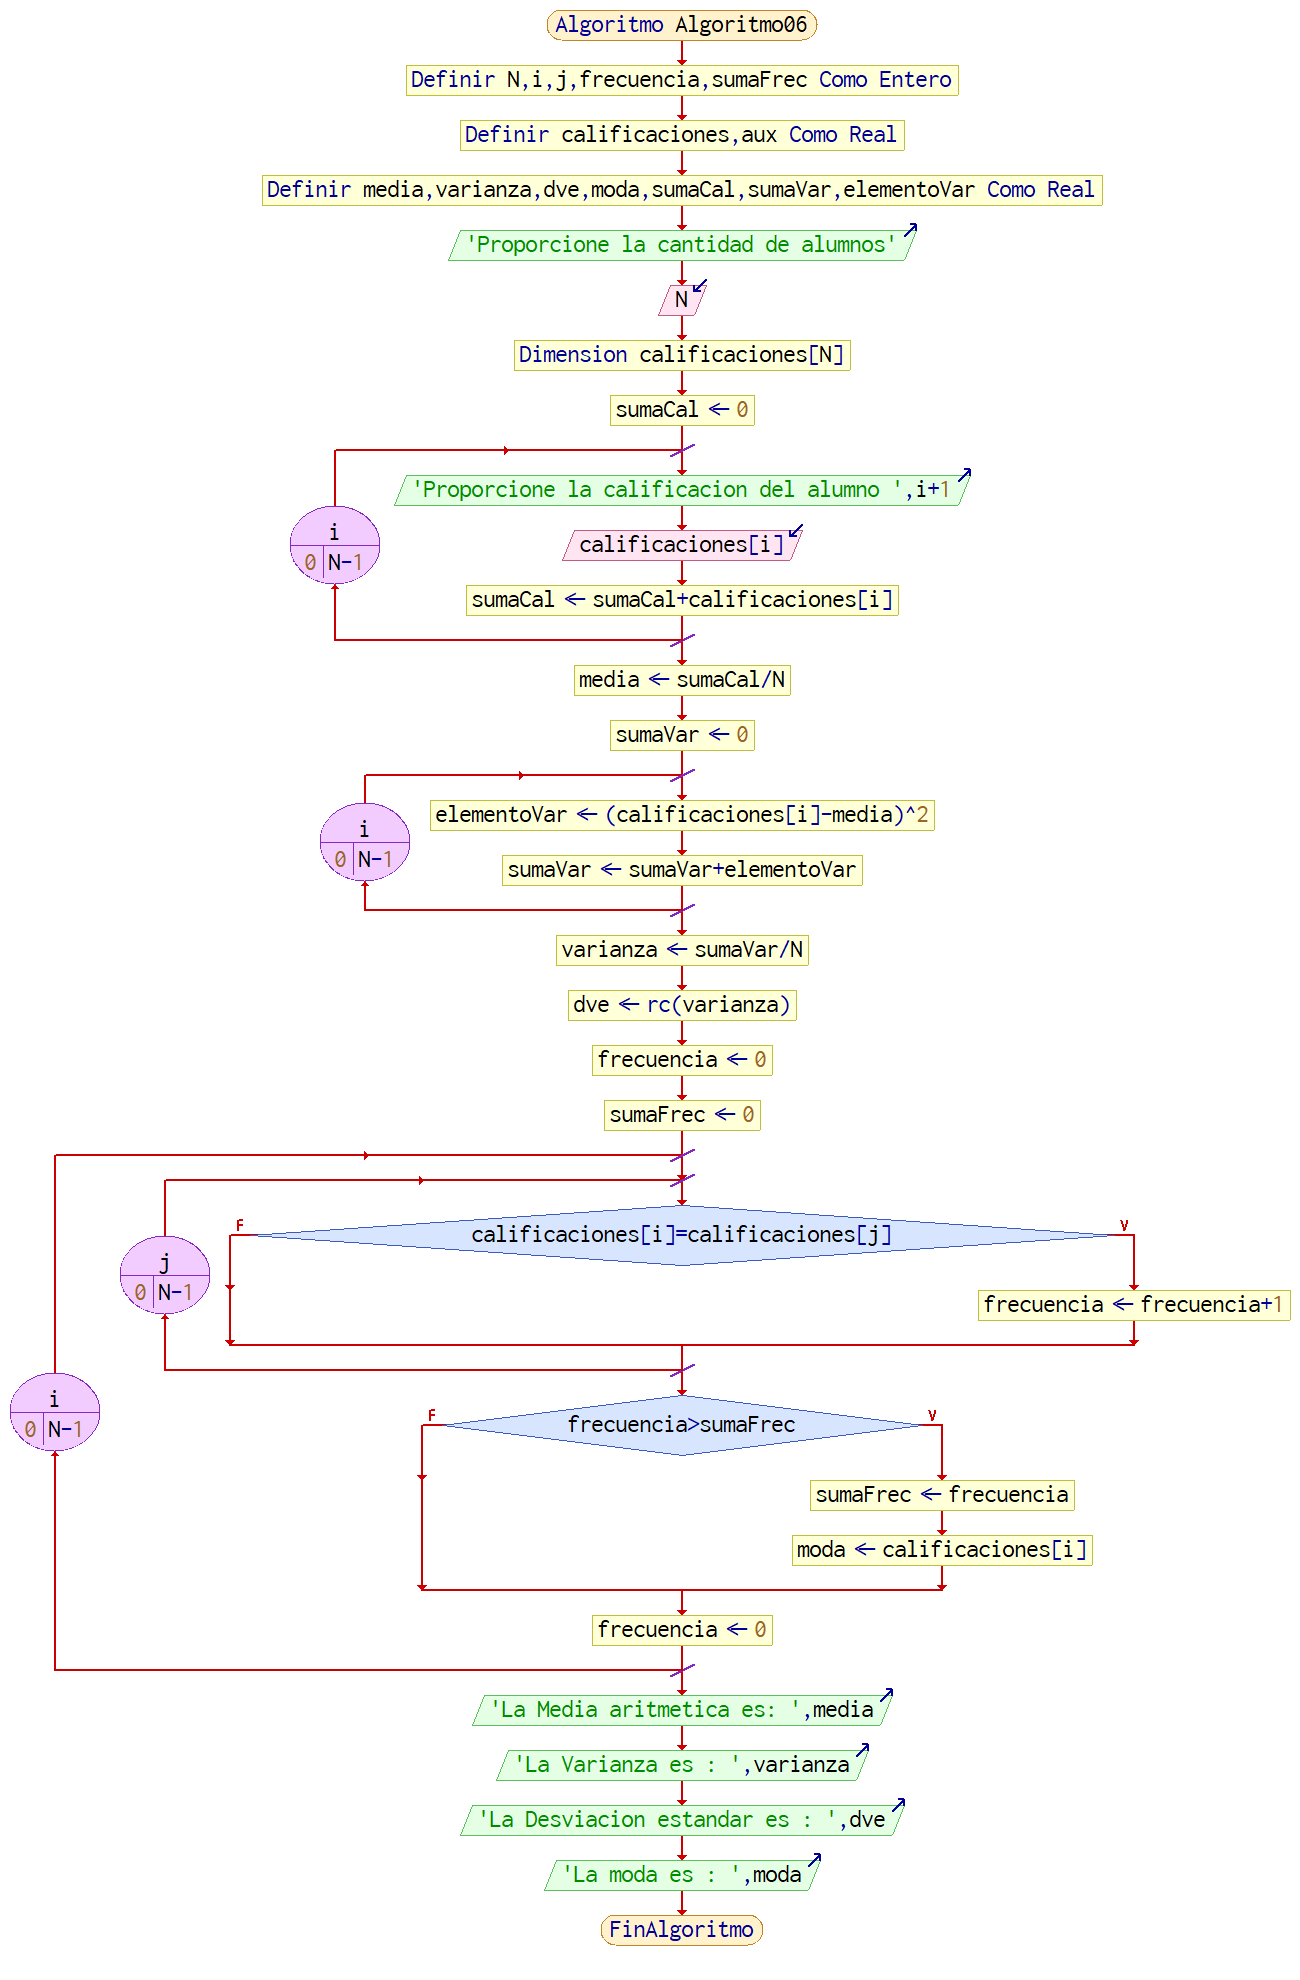 Algoritmo Algoritmo06
Definir N,i,j,frecuencia,sumaFrec Como Entero
Definir calificaciones,aux Como Real
Definir media,varianza,dve,moda,sumaCal,sumaVar,elementoVar Como Real
'Proporcione la cantidad de alumnos'
N
Dimension calificaciones[N]
sumaCal ← 0
'Proporcione la calificacion del alumno ',i+1
i
0 N-1
calificaciones[i]
sumaCal ← sumaCal+calificaciones[i]
media ← sumaCal/N
sumaVar ← 0
elementoVar ← (calificaciones[i]-media)^2
i
0 N-1
sumaVar ← sumaVar+elementoVar
varianza ← sumaVar/N
dve ← rc(varianza)
frecuencia ← 0
sumaFrec ← 0
F
calificaciones[i]=calificaciones[j]
V
j
0 N-1
frecuencia ← frecuencia+1
i
0 N-1
F
frecuencia>sumaFrec
V
sumaFrec ← frecuencia
moda ← calificaciones[i]
frecuencia ← 0
'La Media aritmetica es: ',media
'La Varianza es : ',varianza
'La Desviacion estandar es : ',dve
'La moda es : ',moda
FinAlgoritmo